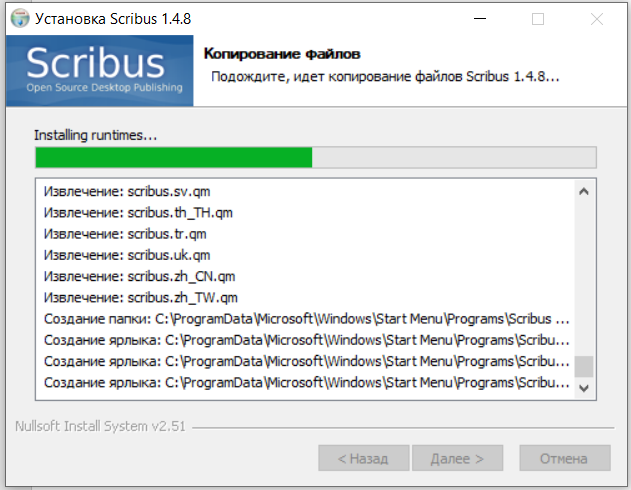 Установка Scribus 1.4.8
Scribus
Open Source Desktop Publishing
Копирование файлов
Подождите, идет копирование файлов Scribus 1.4.8...
Installing runtimes...
Извлечение: scribus.sv.qm
Извлечение: scribus.th_TH.qm
Извлечение: scribus.tr.qm
Извлечение: scribus.uk.qm
Извлечение: scribus.zh_CN.qm
Извлечение: scribus.zh_TW.qm
Создание папки: C:\ProgramData\Microsoft\Windows\Start Menu\Programs\Scribus ...
Создание ярлыка: C:\ProgramData\Microsoft\Windows\Start Menu\Programs\Scribu...
Создание ярлыка: C:\ProgramData\Microsoft\Windows\Start Menu\Programs\Scribu...
Создание ярлыка: C:\ProgramData\Microsoft\Windows\Start Menu\Programs\Scribu...
Nullsoft Install System v2.51
< Назад
Далее >
Отмена